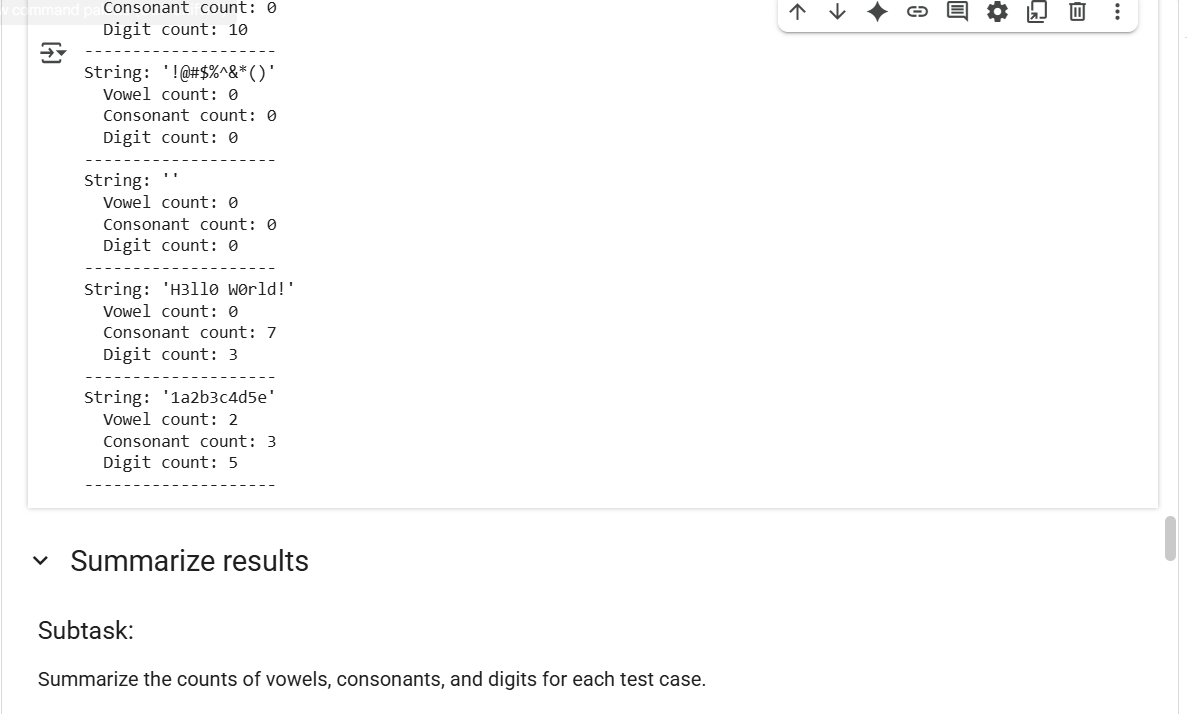 Consonant count: 0
Digit count: 10
--------------------
String: '!@#$%^&*()'
Vowel count: 0
Consonant count: 0
Digit count: 0
--------------------
String: ''
Vowel count: 0
Consonant count: 0
Digit count: 0
--------------------
String: 'H3ll0 W0rld!'
Vowel count: 0
Consonant count: 7
Digit count: 3
--------------------
String: '1a2b3c4d5e'
Vowel count: 2
Consonant count: 3
Digit count: 5
--------------------
Summarize results
Subtask:
Summarize the counts of vowels, consonants, and digits for each test case.